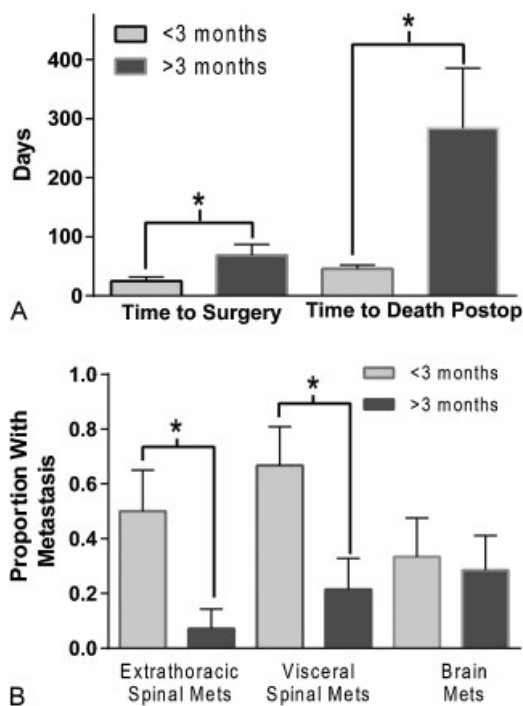 <3 months
>3 months
*
*
400
300
200
100
0
Days
Time to Surgery
Time to Death Postop
A
<3 months
>3 months
*
*
1.0
0.8
0.6
0.4
0.2
0.0
Proportion With
Metastasis
Extrathoracic
Spinal Mets
Visceral
Spinal Mets
Brain
Mets
B